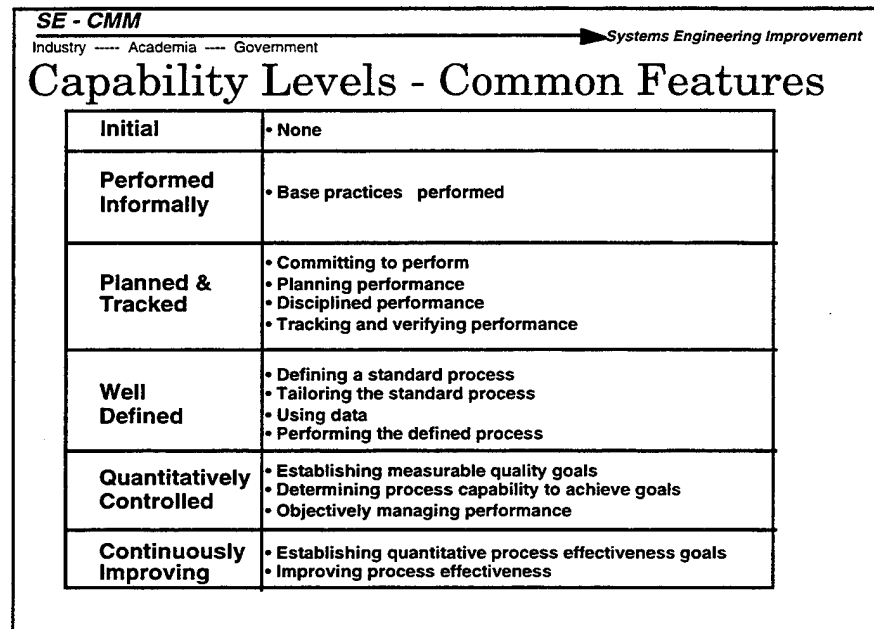 SE - CMM
Systems Engineering Improvement
Industry ----- Academia ---- Government
Capability Levels - Common Features
Initial
• None
Performed
Informally
• Base practices performed
Planned &
Tracked
• Committing to perform
• Planning performance
• Disciplined performance
• Tracking and verifying performance
Well
Defined
• Defining a standard process
• Tailoring the standard process
• Using data
• Performing the defined process
Quantitatively
Controlled
• Establishing measurable quality goals
• Determining process capability to achieve goals
• Objectively managing performance
Continuously
Improving
• Establishing quantitative process effectiveness goals
• Improving process effectiveness